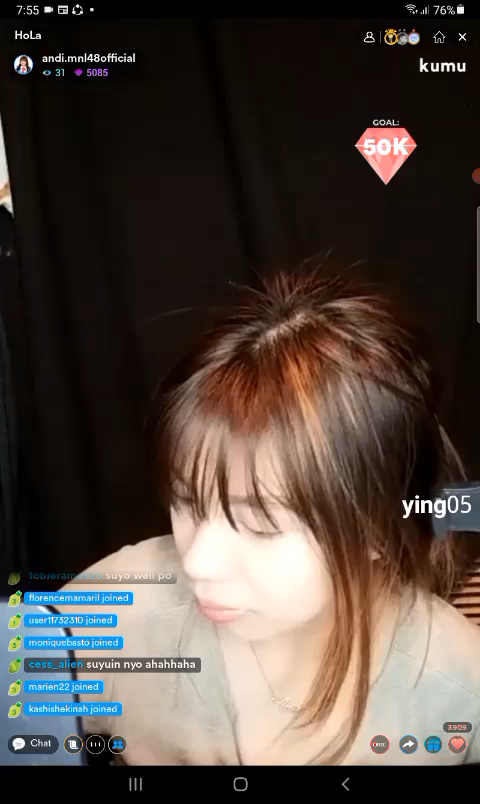 7:55
76%
HoLa
andi.mnl48official
31
5085
kumu
GOAL:
50K
ying05
suyo well po
florencemamaril joined
user11732310 joined
moniquebasto joined
cess_alien suyuin nyo ahahhaha
marien22 joined
kashishekinah joined
3909
Chat